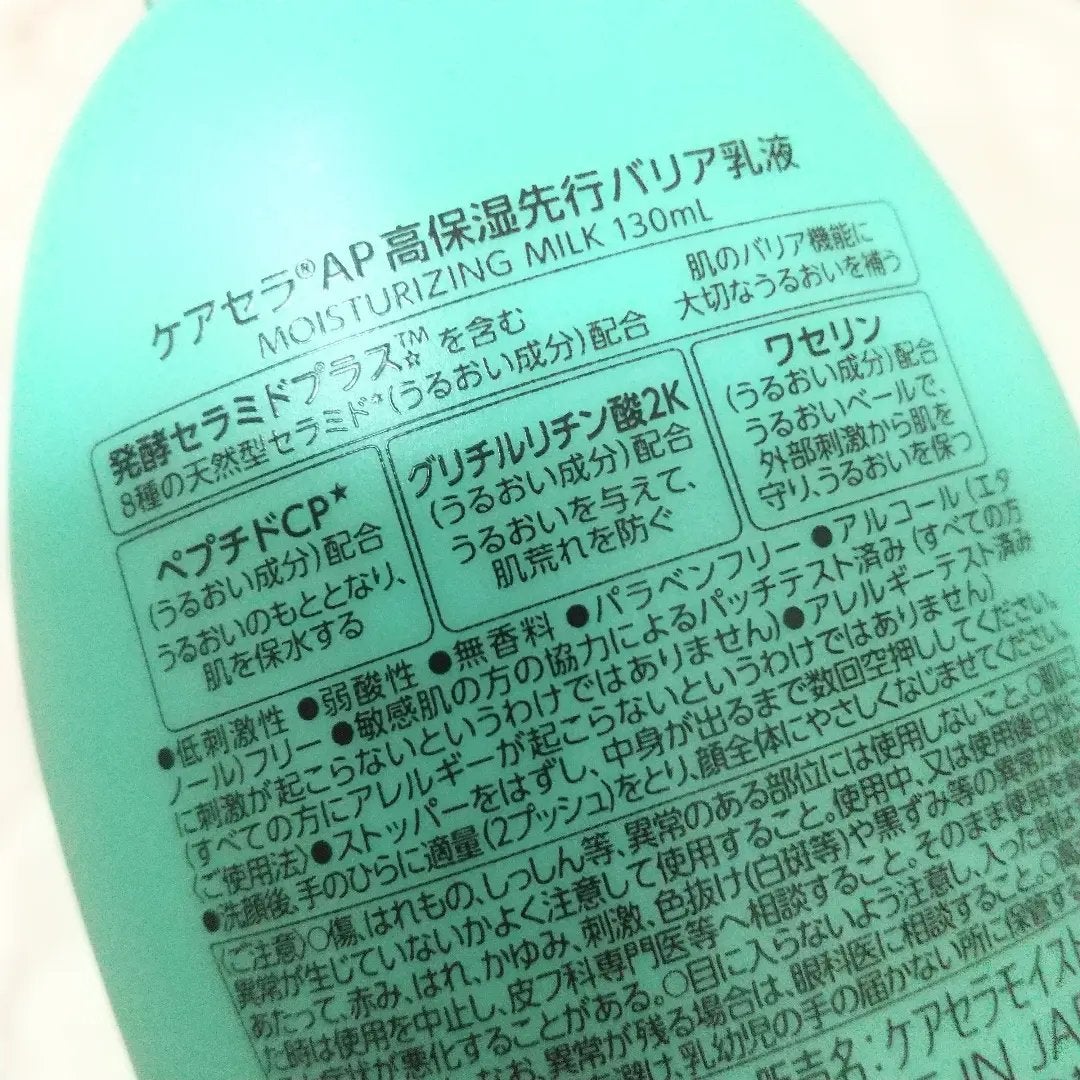 ケアセラ®AP 高保湿先行バリア乳液
MOISTURIZING MILK 130mL
発酵セラミドプラス™☆を含む
8種の天然型セラミド*(うるおい成分)配合
肌のバリア機能に
大切なうるおいを補う
ペプチドCP★
(うるおい成分)配合
うるおいのもととなり、
肌を保水する
グリチルリチン酸2K
(うるおい成分)配合
うるおいを与えて、
肌荒れを防ぐ
ワセリン
(うるおい成分)配合
うるおいベールで、
外部刺激から肌を
守り、うるおいを保つ
●低刺激性 ●弱酸性 ●無香料 ●パラベンフリー ●アルコール(エタ
ノール)フリー ●敏感肌の方の協力によるパッチテスト済み(すべての方
に刺激が起こらないというわけではありません)●アレルギーテスト済み
(すべての方にアレルギーが起こらないというわけではありません)
〈ご使用法〉●ストッパーをはずし、中身が出るまで数回空押ししてください。
●洗顔後、手のひらに適量(2プッシュ)をとり、顔全体にやさしくなじませてください。
〈ご注意〉○傷、はれもの、しっしん等、異常のある部位には使用しないこと。○肌に
異常が生じていないかよく注意して使用すること。使用中、又は使用後日光に
あたって、赤み、はれ、かゆみ、刺激、色抜け(白斑等)や黒ずみ等の異常が
た時は使用を中止し、皮フ科専門医等へ相談すること。そのまま使用を
が悪化することがある。○目に入らないよう注意し、入った時は
なお、異常が残る場合は、眼科医に相談すること。
け、乳幼児の手の届かない所に保管
販売名:ケアセラモイスト
IN JA